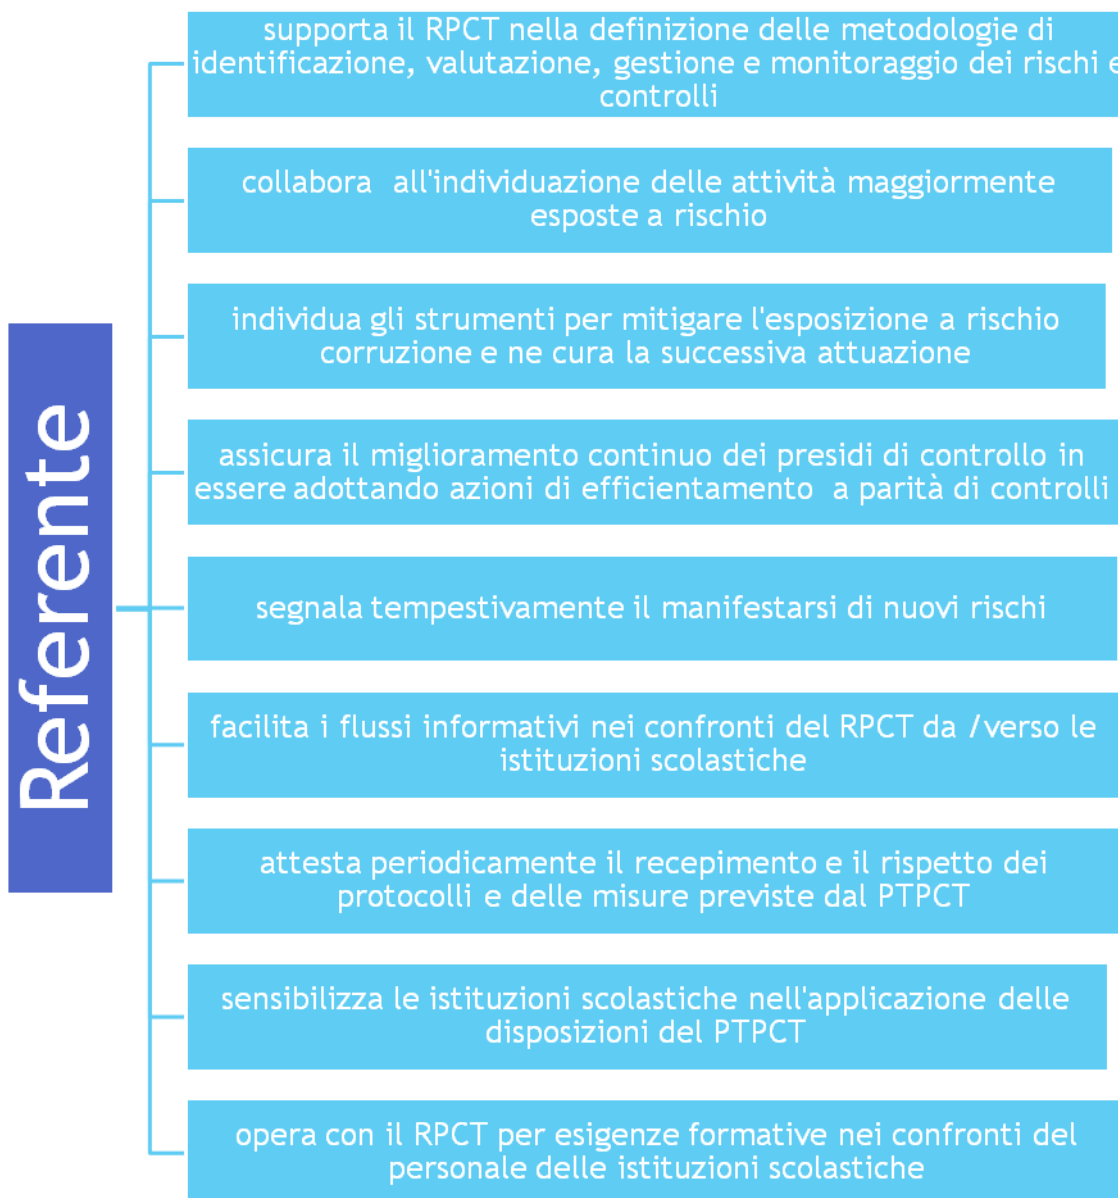 Referente
supporta il RPCT nella definizione delle metodologie di
identificazione, valutazione, gestione e monitoraggio dei rischi e
controlli
collabora  all'individuazione delle attività maggiormente
esposte a rischio
individua gli strumenti per mitigare l'esposizione a rischio
corruzione e ne cura la successiva attuazione
assicura il miglioramento continuo dei presidi di controllo in
essere adottando azioni di efficientamento  a parità di controlli
segnala tempestivamente il manifestarsi di nuovi rischi
facilita i flussi informativi nei confronti del RPCT da /verso le
istituzioni scolastiche
attesta periodicamente il recepimento e il rispetto dei
protocolli e delle misure previste dal PTPCT
sensibilizza le istituzioni scolastiche nell'applicazione delle
disposizioni del PTPCT
opera con il RPCT per esigenze formative nei confronti del
personale delle istituzioni scolastiche